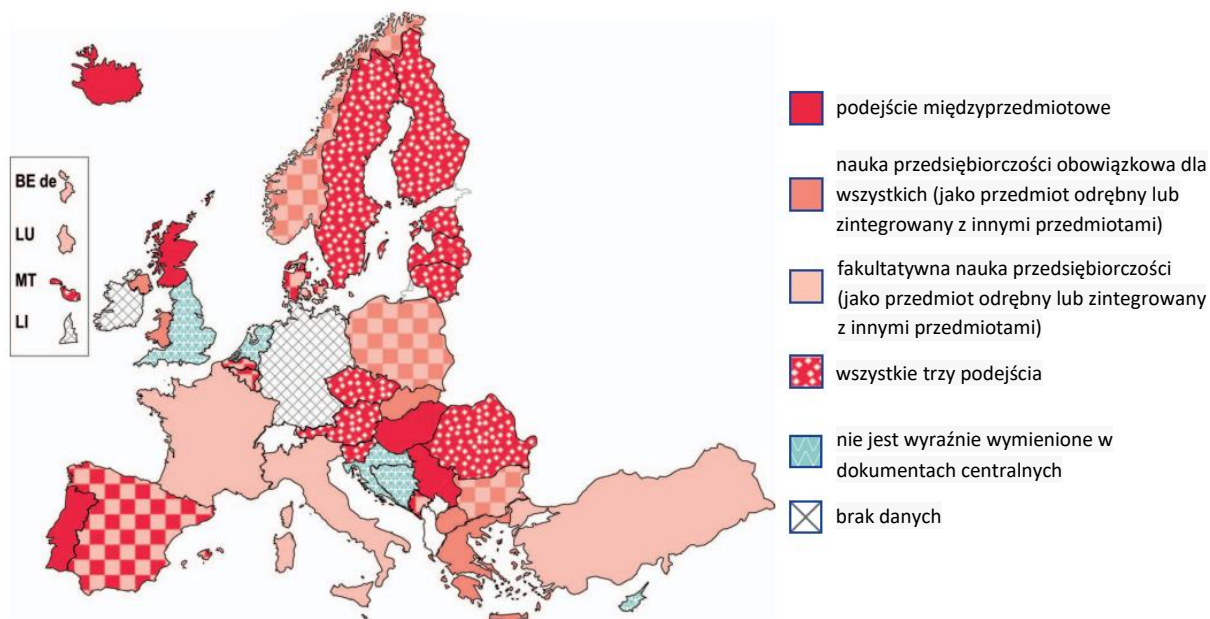 BE de
LU
MT
LI
podejście międzyprzedmiotowe
nauka przedsiębiorczości obowiązkowa dla
wszystkich (jako przedmiot odrębny lub
zintegrowany z innymi przedmiotami)
fakultatywna nauka przedsiębiorczości
(jako przedmiot odrębny lub zintegrowany
z innymi przedmiotami)
wszystkie trzy podejścia
nie jest wyraźnie wymienione w
dokumentach centralnych
brak danych